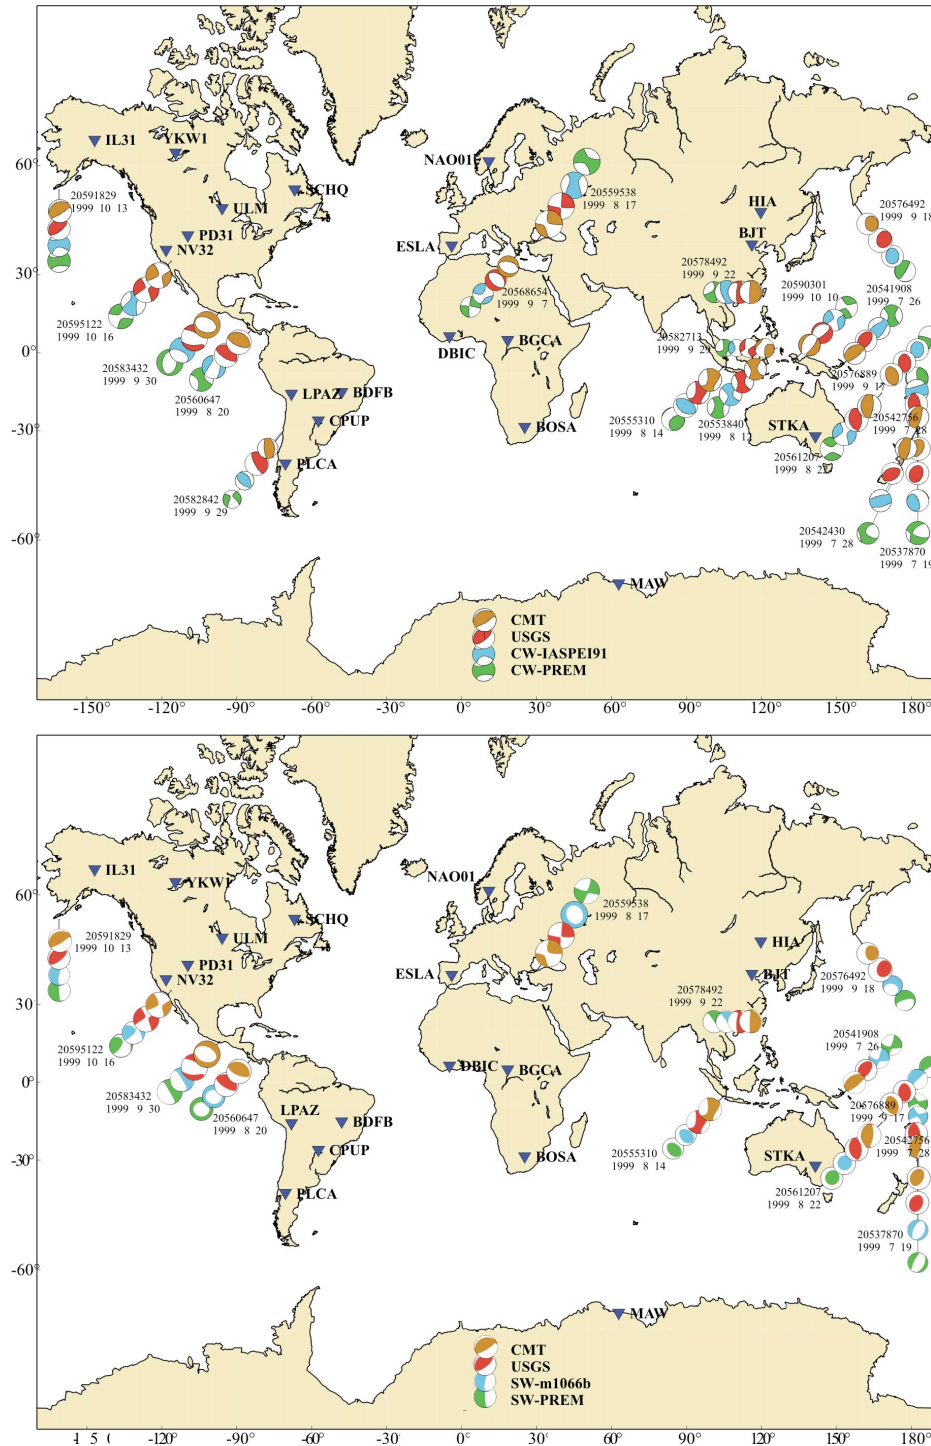 IL31
YKW1
NAO01
SCHQ
20559538
1999 8 17
20591829
1999 10 13
ULM
HIA
20576492
1999 9 18
60°
PD31
NV32
ESLA
BJT
20578492
1999 9 22
20590301
1999 10 10
20541908
1999 7 26
30°
20568654
1999 9 7
20595122
1999 10 16
DBIC
BGCA
20582713
1999 9 29
0°
20583432
1999 9 30
20576889
1999 9 17
20560647
1999 8 20
LPAZ
BDFB
20555310
1999 8 14
20553840
1999 8 12
20542756
1999 7 28
CPUP
BOSA
STKA
-30°
20561207
1999 8 22
PLCA
20582842
1999 9 29
20542430
1999 7 28
20537870
1999 7 19
-60°
MAW
CMT
USGS
CW-IASPEI91
CW-PREM
-150° -120° -90° -60° -30° 0° 30° 60° 90° 120° 150° 180°
IL31
YKW1
NAO01
60°
SCHQ
20559538
1999 8 17
20591829
1999 10 13
ULM
HIA
PD31
NV32
ESLA
BJT
20576492
1999 9 18
20578492
1999 9 22
30°
20541908
1999 7 26
20595122
1999 10 16
DBIC
BGCA
0°
20583432
1999 9 30
20576889
1999 9 17
20560647
1999 8 20
LPAZ
BDFB
20542756
1999 7 28
20555310
1999 8 14
CPUP
BOSA
STKA
-30°
20561207
1999 8 22
PLCA
20537870
1999 7 19
-60°
MAW
CMT
USGS
SW-m1066b
SW-PREM
-1 5 0° -120° -90° -60° -30° 0° 30° 60° 90° 120° 150° 180°